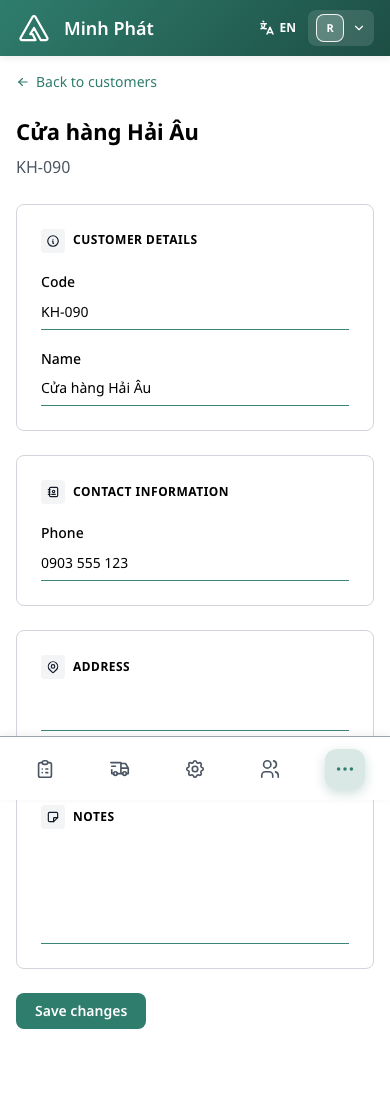 Minh Phát
EN
R
Back to customers
Cửa hàng Hải Âu
KH-090
CUSTOMER DETAILS
Code
KH-090
Name
Cửa hàng Hải Âu
CONTACT INFORMATION
Phone
0903 555 123
ADDRESS
NOTES
Save changes